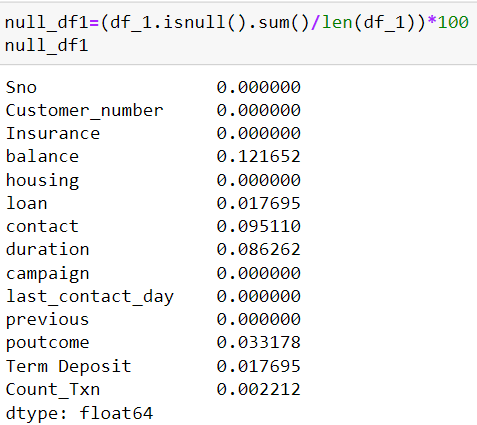 null_df1=(df_1.isnull().sum()/len(df_1))*100
null_df1
Sno 0.000000
Customer_number 0.000000
Insurance 0.000000
balance 0.121652
housing 0.000000
loan 0.017695
contact 0.095110
duration 0.086262
campaign 0.000000
last_contact_day 0.000000
previous 0.000000
poutcome 0.033178
Term Deposit 0.017695
Count_Txn 0.002212
dtype: float64